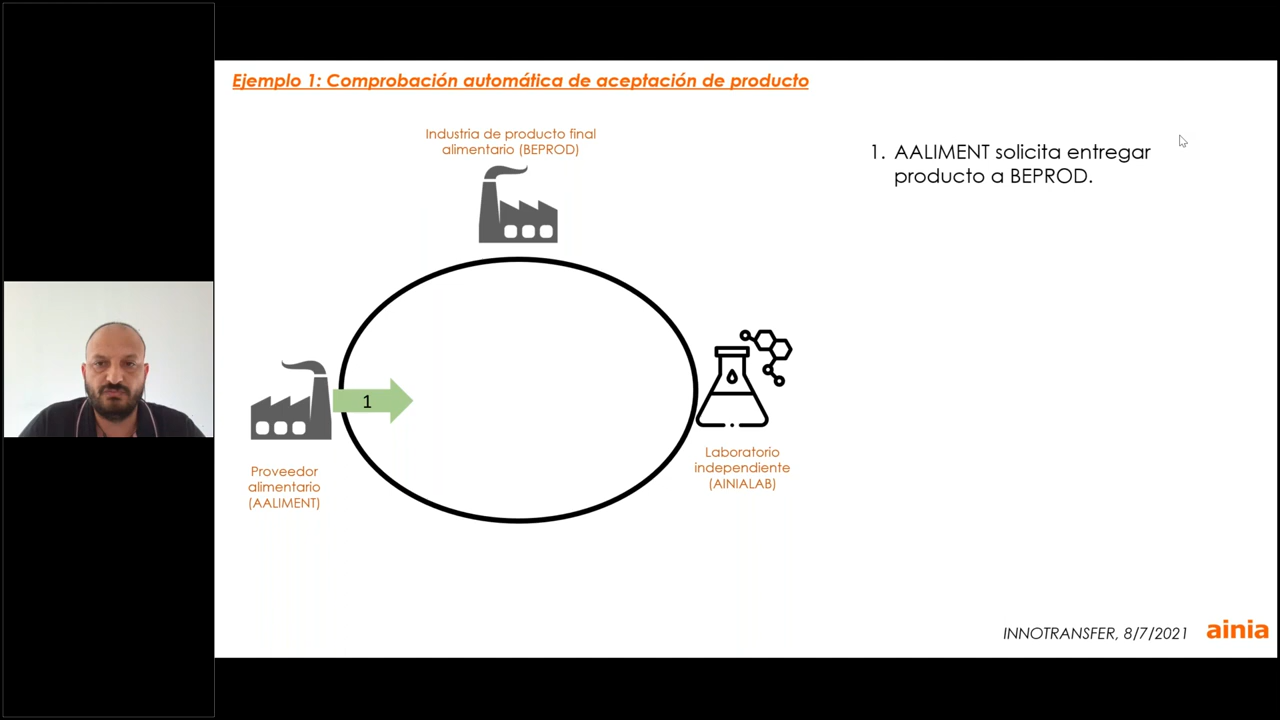 Ejemplo 1: Comprobación automática de aceptación de producto
Industria de producto final
alimentario (BEPROD)
1. AALIMENT solicita entregar
producto a BEPROD.
1
Proveedor
alimentario
(AALIMENT)
Laboratorio
independiente
(AINIALAB)
INNOTRANSFER, 8/7/2021
ainia